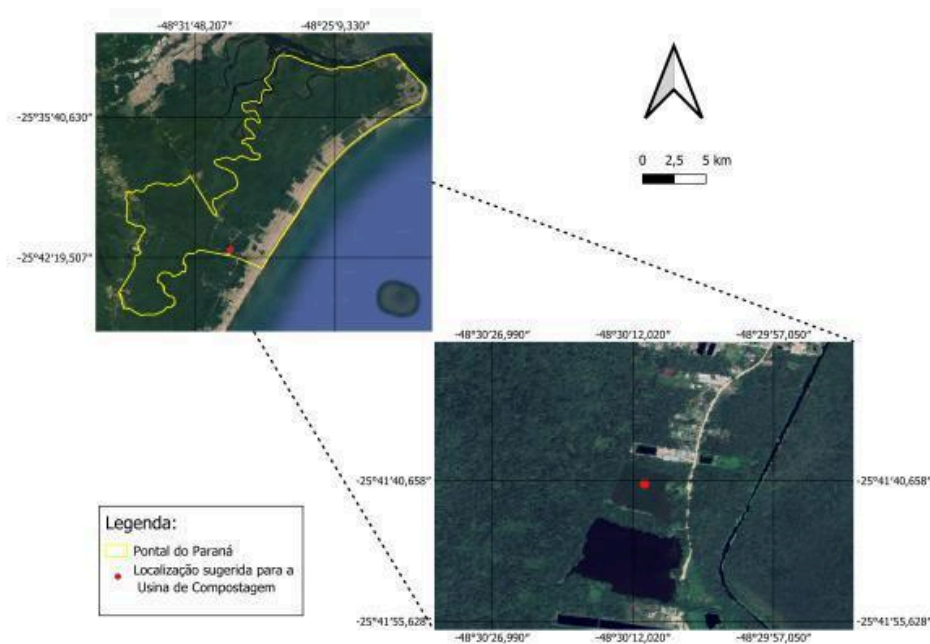 -48°31'48,207" -48°25'9,330"
-25°35'40,630"
-25°42'19,507"
0 2,5 5 km
-48°30'26,990" -48°30'12,020" -48°29'57,050"
-25°41'40,658" -25°41'40,658"
-25°41'55,628" -25°41'55,628"
-48°30'26,990" -48°30'12,020" -48°29'57,050"
Legenda:
Pontal do Paraná
Localização sugerida para a
Usina de Compostagem